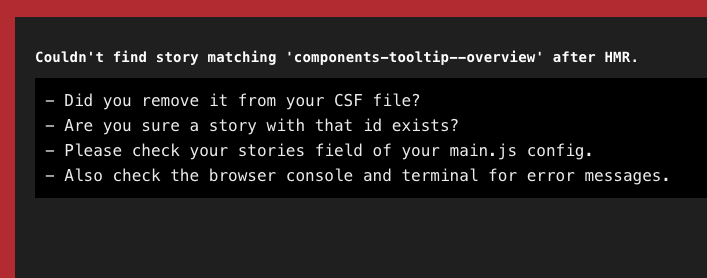 Couldn't find story matching 'components-tooltip--overview' after HMR.
– Did you remove it from your CSF file?
– Are you sure a story with that id exists?
– Please check your stories field of your main.js config.
– Also check the browser console and terminal for error messages.